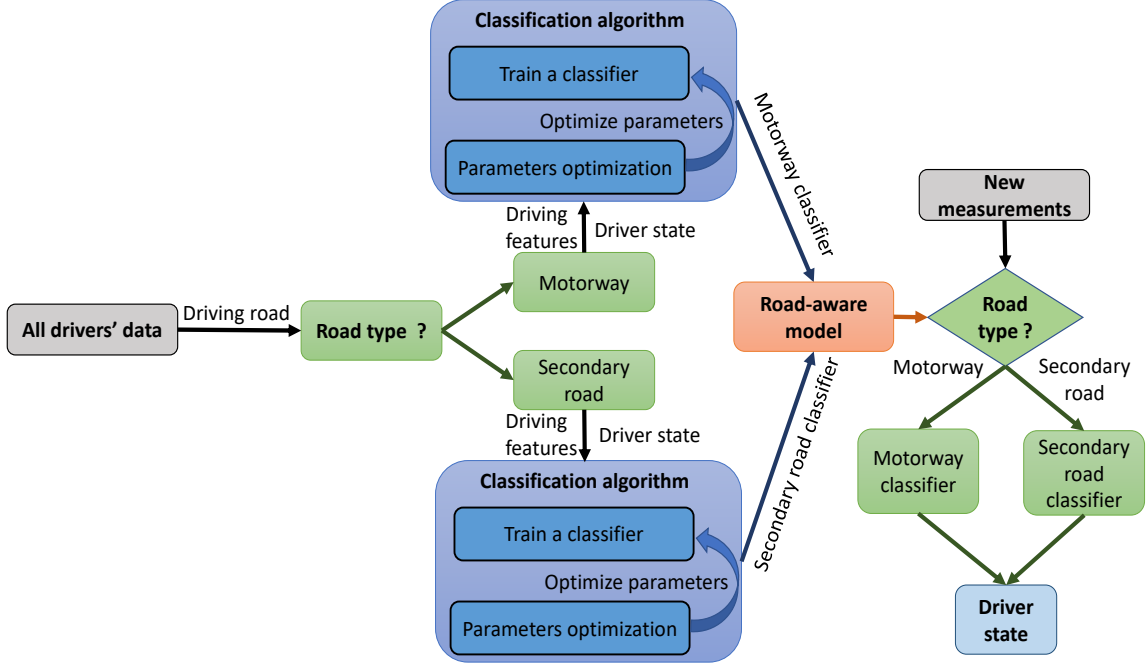 Classification algorithm
Train a classifier
Optimize parameters
Parameters optimization
Driving
features
Driver state
Motorway
All drivers’ data
Driving road
Road type ?
Secondary
road
Driving
features
Driver state
Classification algorithm
Train a classifier
Optimize parameters
Parameters optimization
Motorway classifier
Secondary road classifier
Road-aware
model
New
measurements
Road
type ?
Motorway
Secondary
road
Motorway
classifier
Secondary
road
classifier
Driver
state